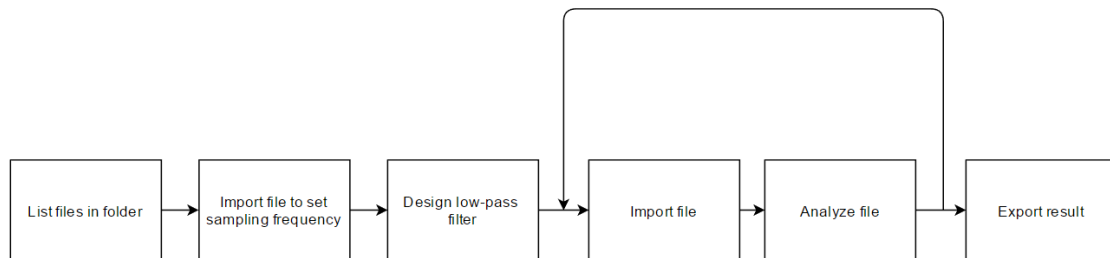 List files in folder
Import file to set
sampling frequency
Design low-pass
filter
Import file
Analyze file
Export result